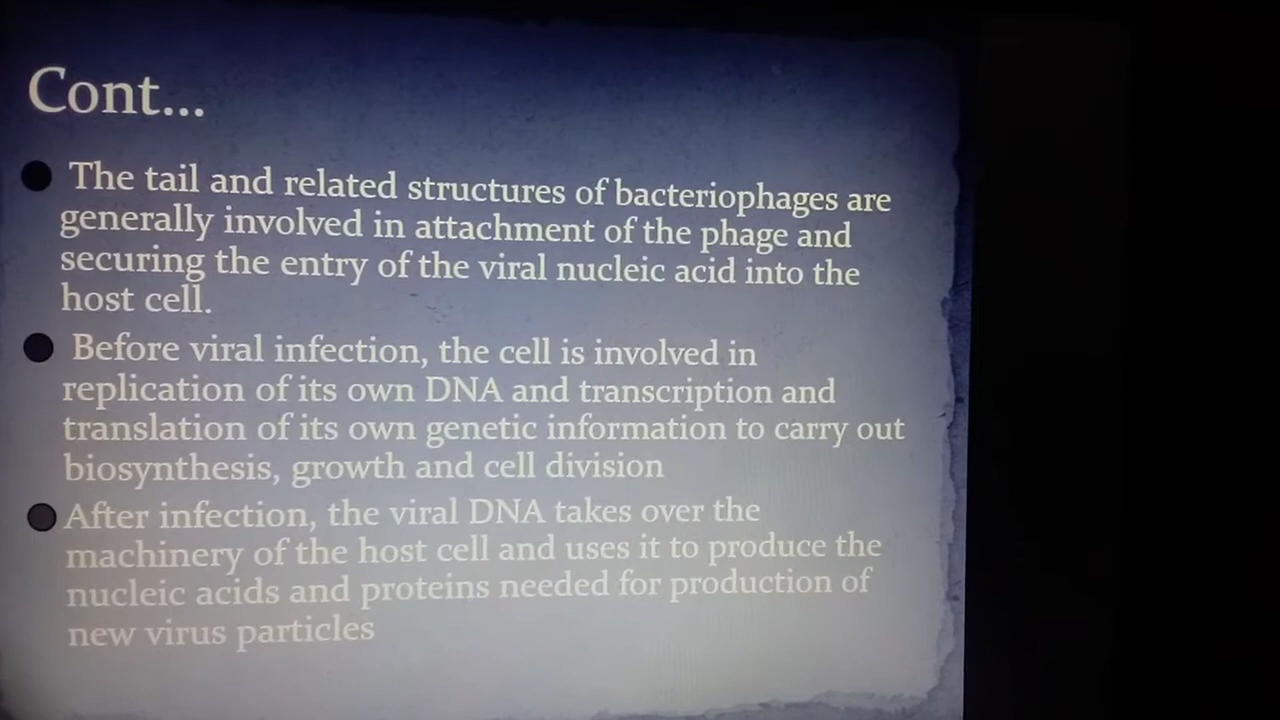 Cont...
The tail and related structures of bacteriophages are
generally involved in attachment of the phage and
securing the entry of the viral nucleic acid into the
host cell.
Before viral infection, the cell is involved in
replication of its own DNA and transcription and
translation of its own genetic information to carry out
biosynthesis, growth and cell division
After infection, the viral DNA takes over the
machinery of the host cell and uses it to produce the
nucleic acids and proteins needed for production of
new virus particles